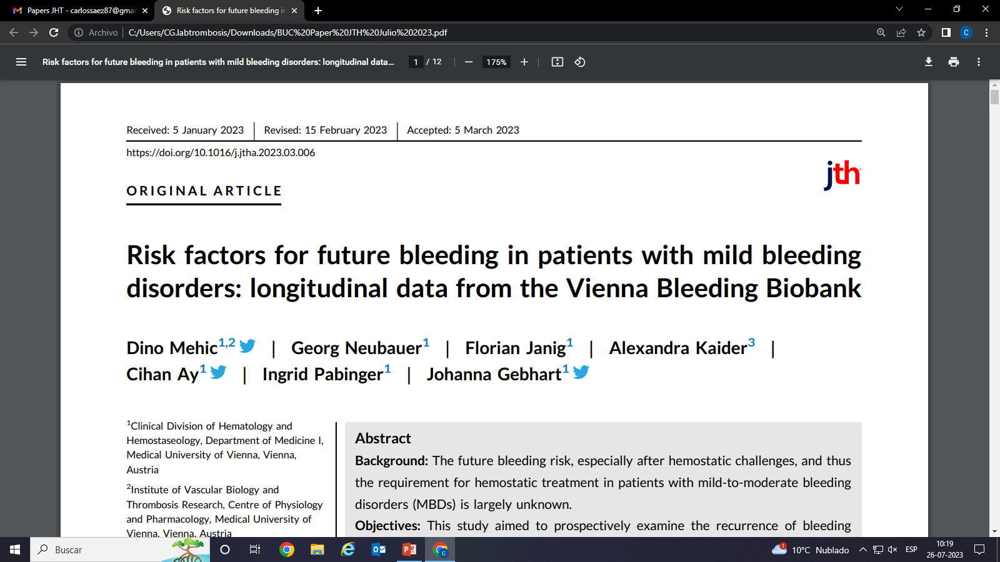 Papers JHT - carlossaez87@gmai
Risk factors for future bleeding in
Archivo
C:/Users/CG.labtrombosis/Downloads/BUC%20Paper%20JTH%20Julio%202023.pdf
C
Risk factors for future bleeding in patients with mild bleeding disorders: longitudinal data...
1 / 12
175%
Received: 5 January 2023
Revised: 15 February 2023
Accepted: 5 March 2023
https://doi.org/10.1016/j.jtha.2023.03.006
jth
ORIGINAL ARTICLE
Risk factors for future bleeding in patients with mild bleeding
disorders: longitudinal data from the Vienna Bleeding Biobank
Dino Mehic1,2 | Georg Neubauer1 | Florian Janig1 | Alexandra Kaider3 |
Cihan Ay1 | Ingrid Pabinger1 | Johanna Gebhart1
1Clinical Division of Hematology and
Hemostaseology, Department of Medicine I,
Medical University of Vienna, Vienna,
Austria
2Institute of Vascular Biology and
Thrombosis Research, Centre of Physiology
and Pharmacology, Medical University of
Vienna, Vienna, Austria
Abstract
Background: The future bleeding risk, especially after hemostatic challenges, and thus
the requirement for hemostatic treatment in patients with mild-to-moderate bleeding
disorders (MBDs) is largely unknown.
Objectives: This study aimed to prospectively examine the recurrence of bleeding
Buscar
1
10°C Nublado
ESP
10:19
26-07-2023